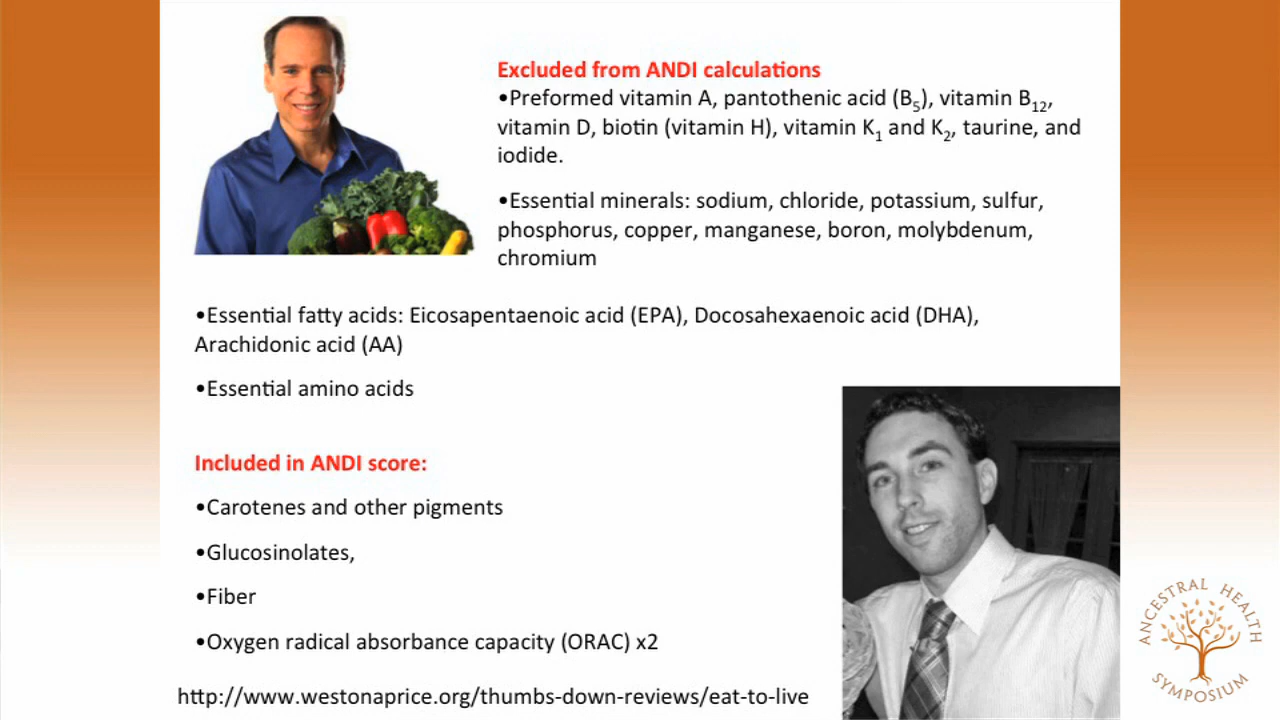 Excluded from ANDI calculations
•Preformed vitamin A, pantothenic acid (B5), vitamin B12,
vitamin D, biotin (vitamin H), vitamin K1 and K2, taurine, and
iodide.
•Essential minerals: sodium, chloride, potassium, sulfur,
phosphorus, copper, manganese, boron, molybdenum,
chromium
•Essential fatty acids: Eicosapentaenoic acid (EPA), Docosahexaenoic acid (DHA),
Arachidonic acid (AA)
•Essential amino acids
Included in ANDI score:
•Carotenes and other pigments
•Glucosinolates,
•Fiber
•Oxygen radical absorbance capacity (ORAC) x2
http://www.westonaprice.org/thumbs-down-reviews/eat-to-live
ANCESTRAL HEALTH
SYMPOSIUM